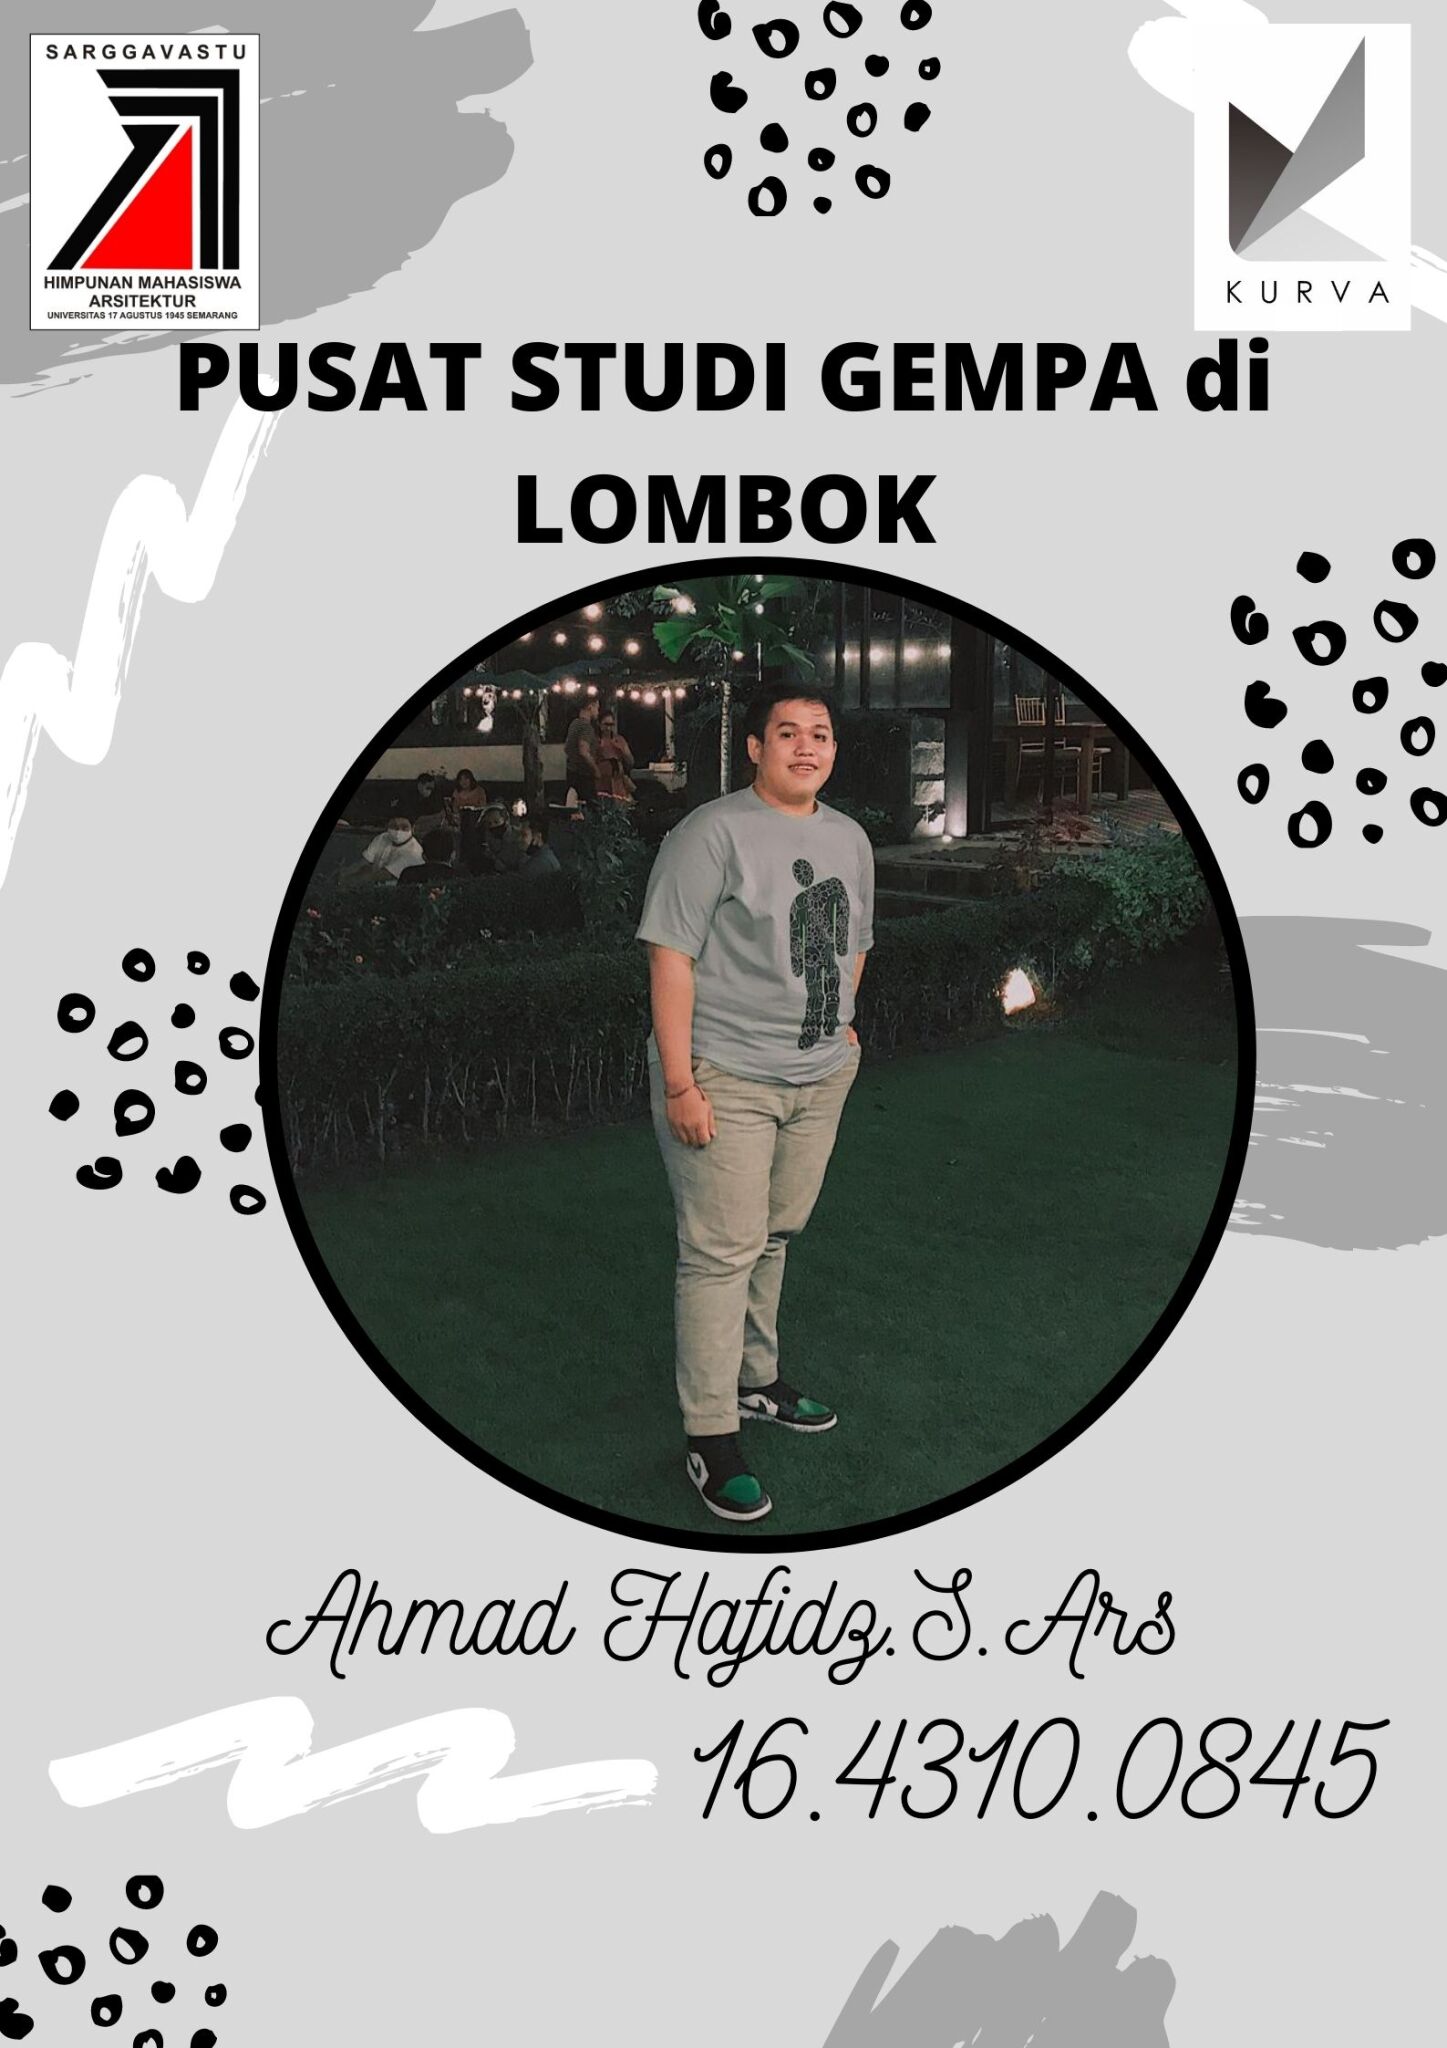 SARGGAVASTU
HIMPUNAN MAHASISWA
ARSITEKTUR
UNIVERSITAS 17 AGUSTUS 1945 SEMARANG
KURVA
PUSAT STUDI GEMPA di
LOMBOK
Ahmad Hafidz.S.Ars
16.4310.0845